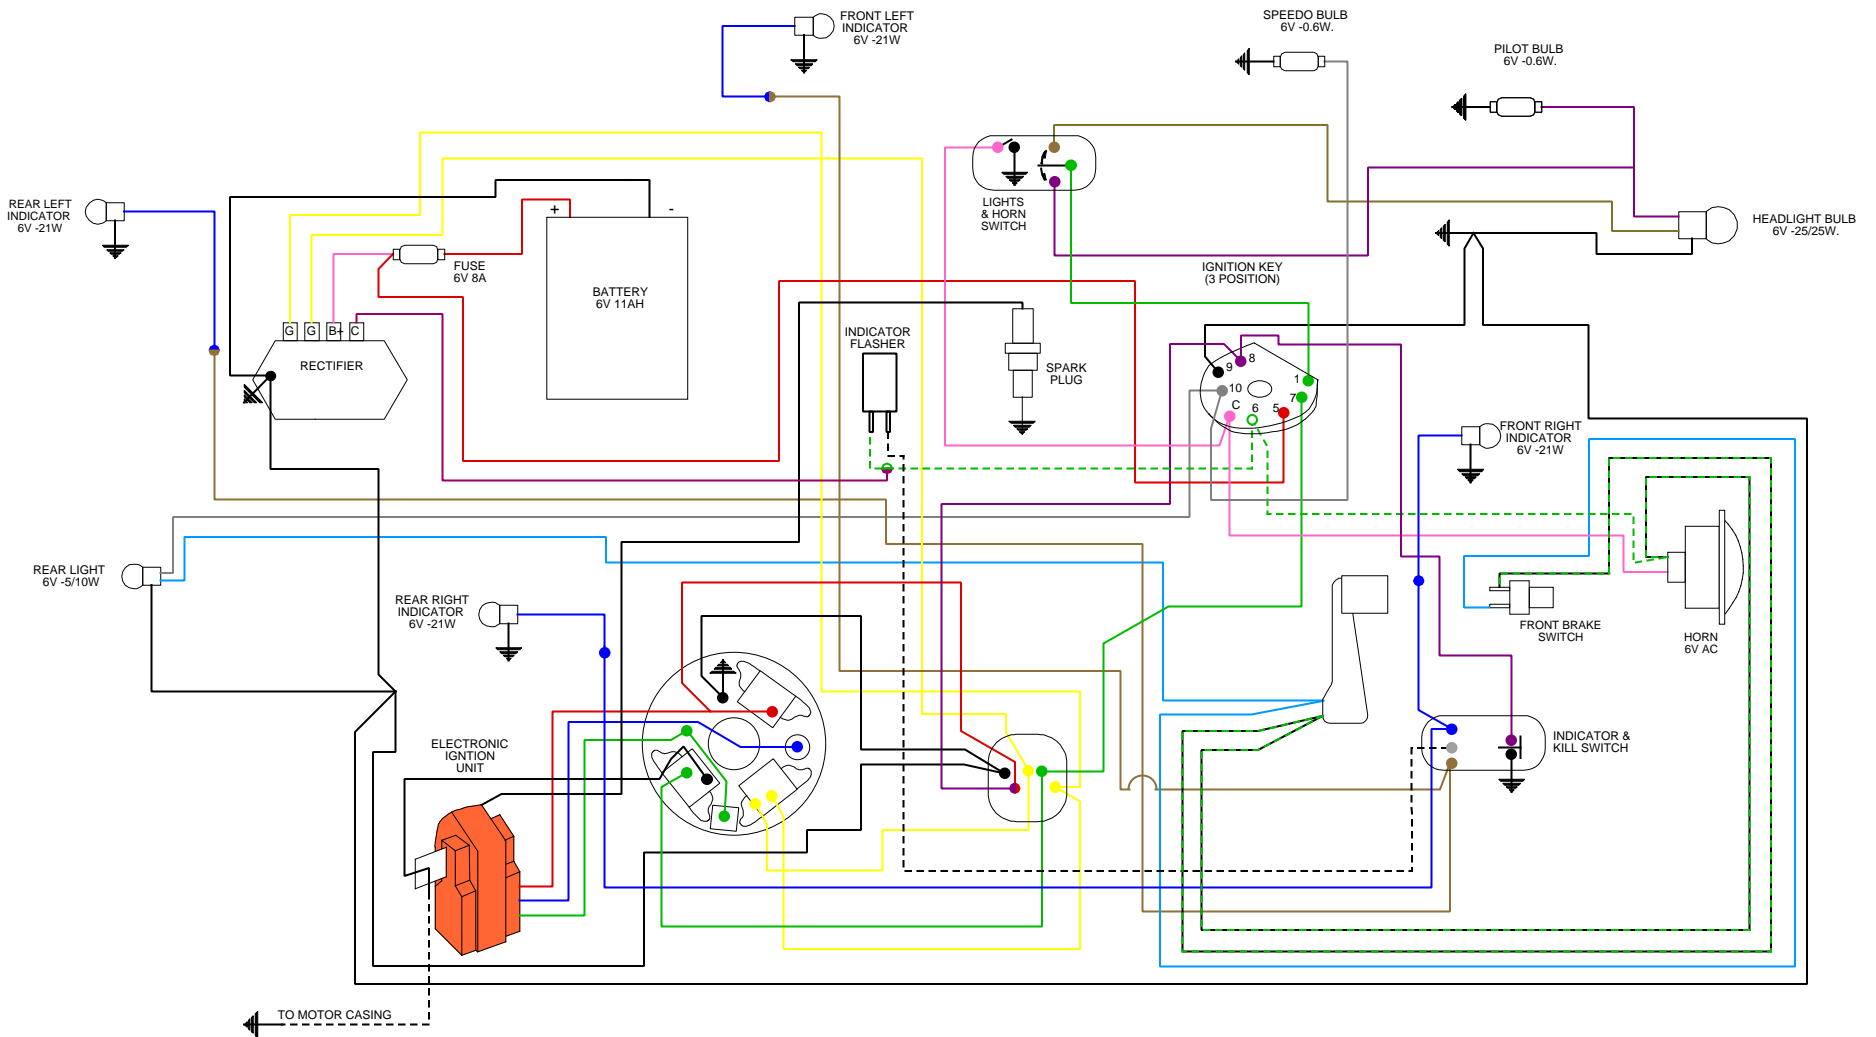 FRONT LEFT
INDICATOR
6V -21W
SPEEDO BULB
6V -0.6W.
PILOT BULB
6V -0.6W.
REAR LEFT
INDICATOR
6V -21W
+
-
LIGHTS
& HORN
SWITCH
HEADLIGHT BULB
6V -25/25W.
FUSE
6V 8A
BATTERY
6V 11AH
IGNITION KEY
(3 POSITION)
G
G
B+
C
RECTIFIER
INDICATOR
FLASHER
SPARK
PLUG
9
8
10
1
7
C
6
5
FRONT RIGHT
INDICATOR
6V -21W
REAR LIGHT
6V -5/10W
REAR RIGHT
INDICATOR
6V -21W
FRONT BRAKE
SWITCH
HORN
6V AC
ELECTRONIC
IGNITION
UNIT
INDICATOR &
KILL SWITCH
TO MOTOR CASING